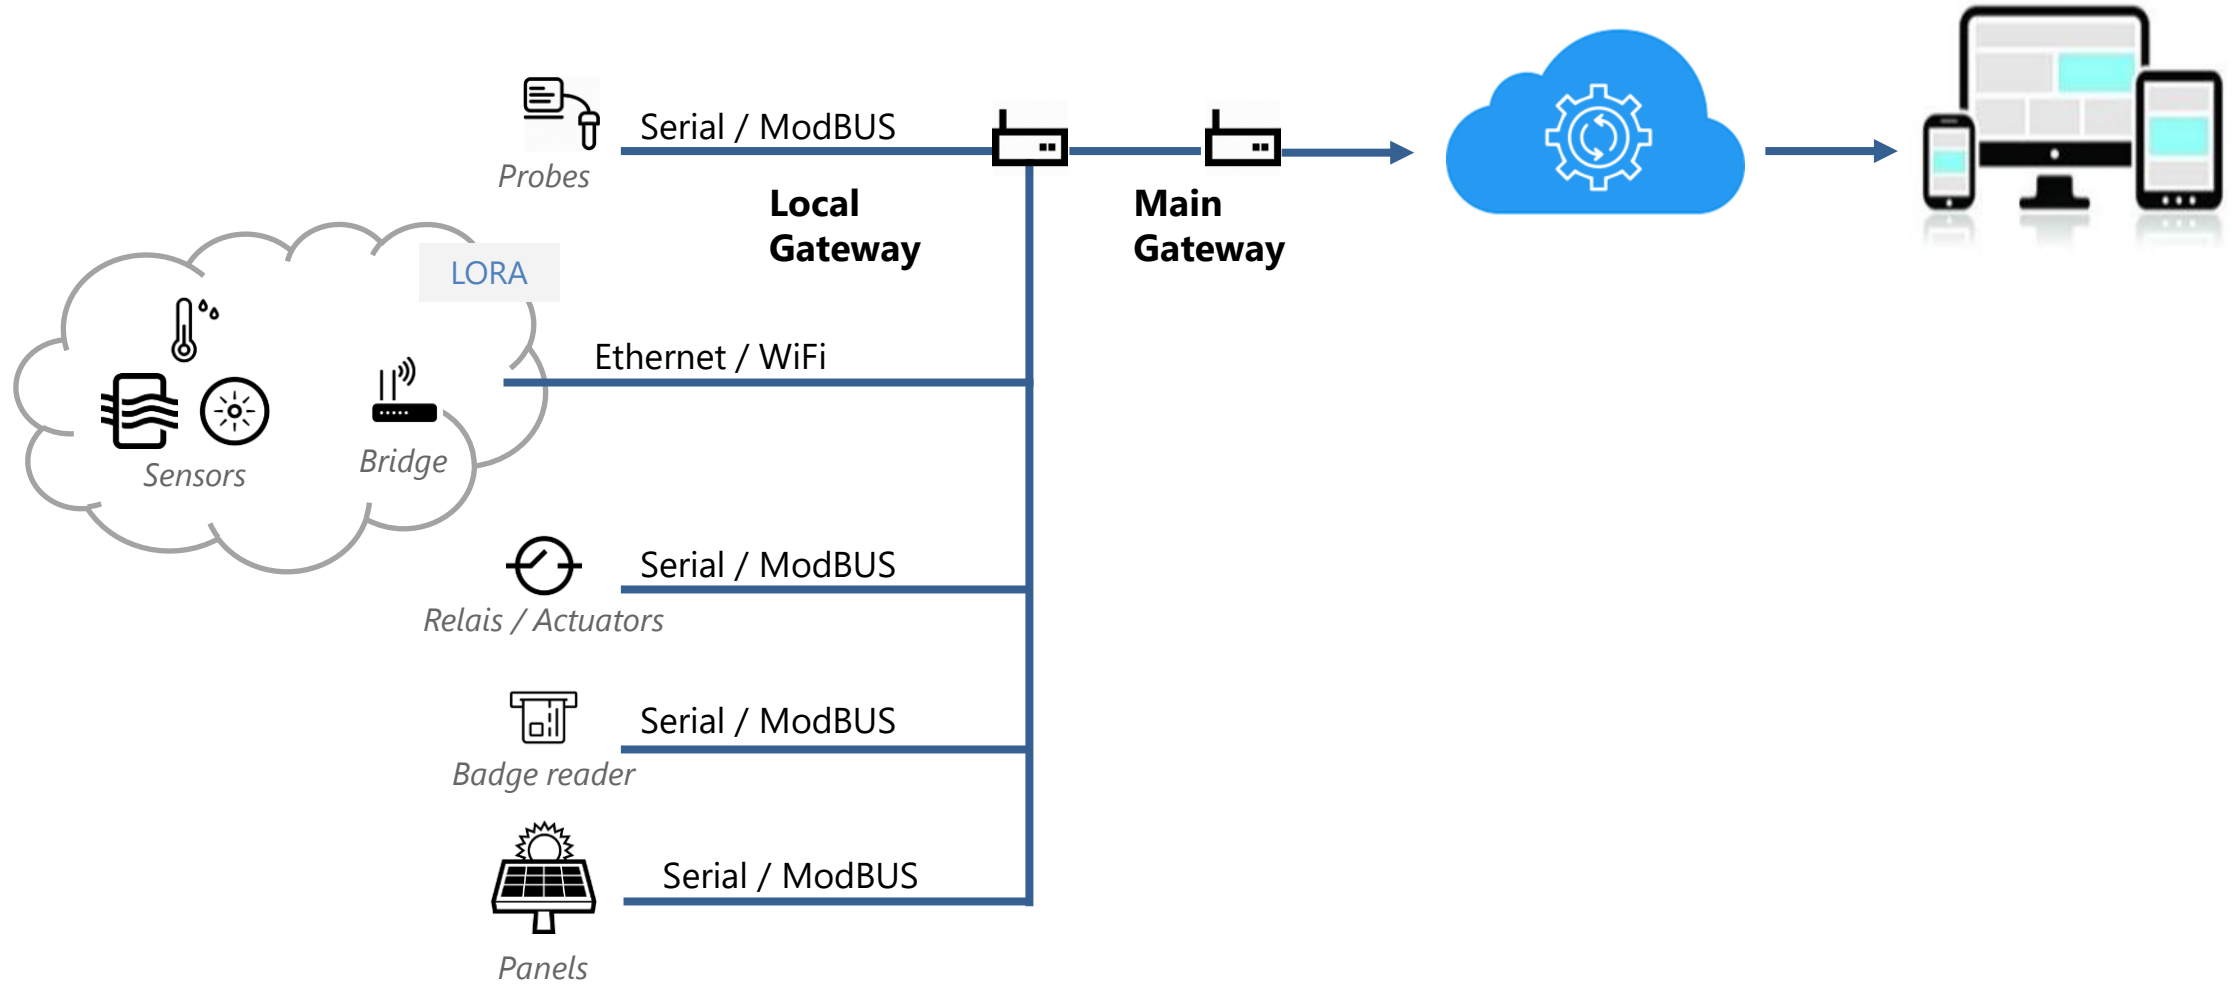 Serial / ModBUS
Probes
Local
Gateway
Main
Gateway
LORA
Ethernet / WiFi
Sensors
Bridge
Serial / ModBUS
Relais / Actuators
Serial / ModBUS
Badge reader
Serial / ModBUS
Panels